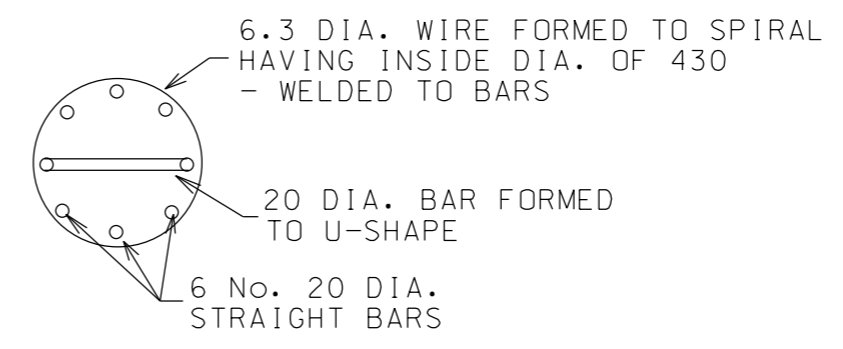 6.3 DIA. WIRE FORMED TO SPIRAL
HAVING INSIDE DIA. OF 430
- WELDED TO BARS
20 DIA. BAR FORMED
TO U-SHAPE
6 No. 20 DIA.
STRAIGHT BARS